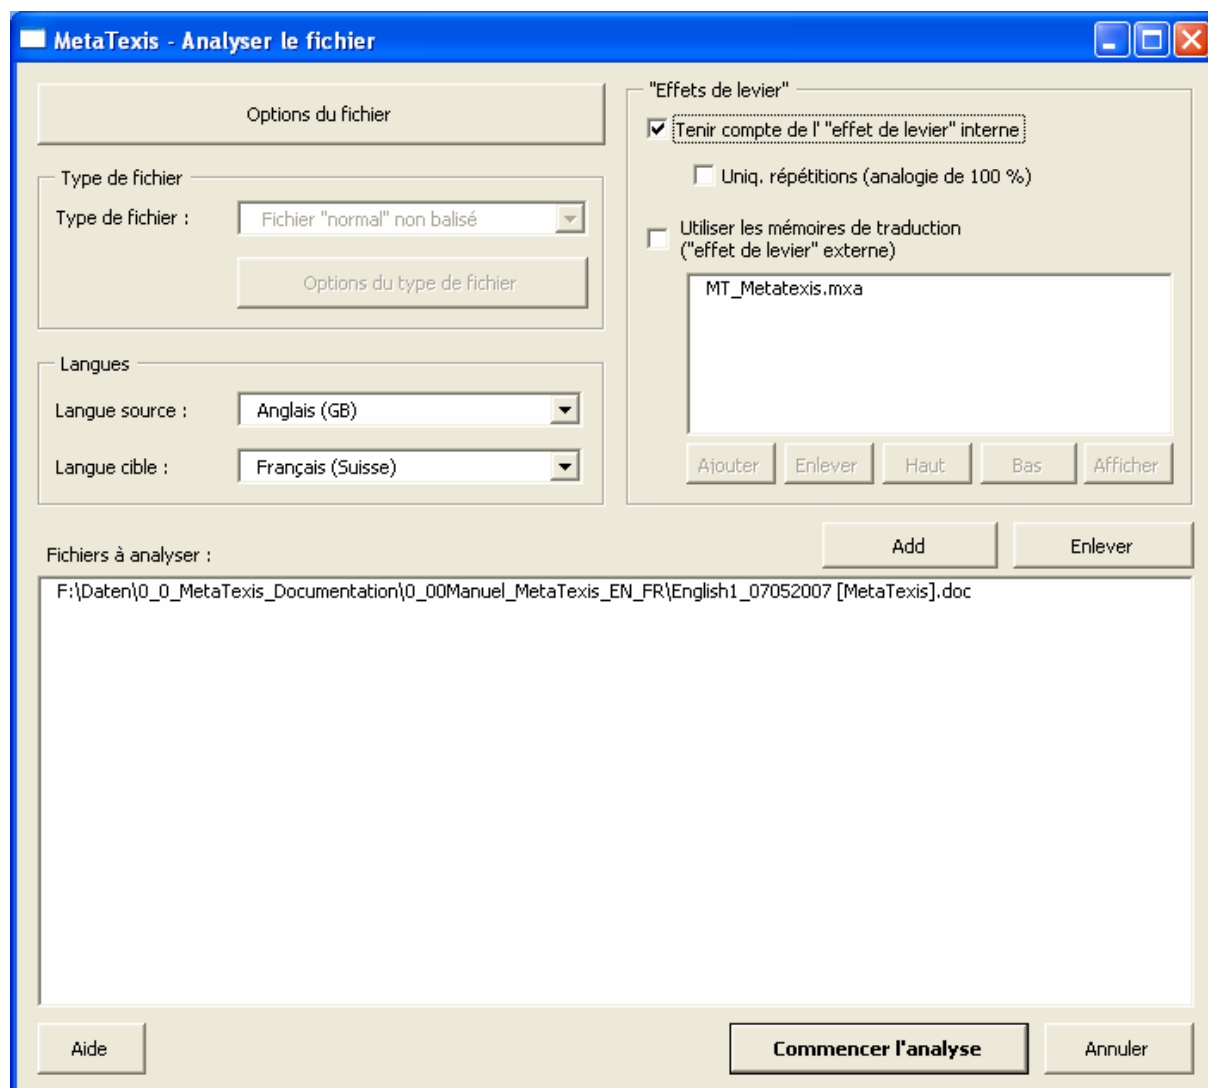 MetaTexis - Analyser le fichier
Options du fichier
Type de fichier
Type de fichier :
Fichier "normal" non balisé
Options du type de fichier
Langues
Langue source :
Anglais (GB)
Langue cible :
Français (Suisse)
"Effets de levier"
Tenir compte de l' "effet de levier" interne
Uniq. répétitions (analogie de 100 %)
Utiliser les mémoires de traduction
("effet de levier" externe)
MT_Metatexis.mxa
Ajouter
Enlever
Haut
Bas
Afficher
Add
Enlever
Fichiers à analyser :
F:\Daten\0_0_MetaTexis_Documentation\0_00Manuel_MetaTexis_EN_FR\English1_07052007 [MetaTexis].doc
Aide
Commencer l'analyse
Annuler